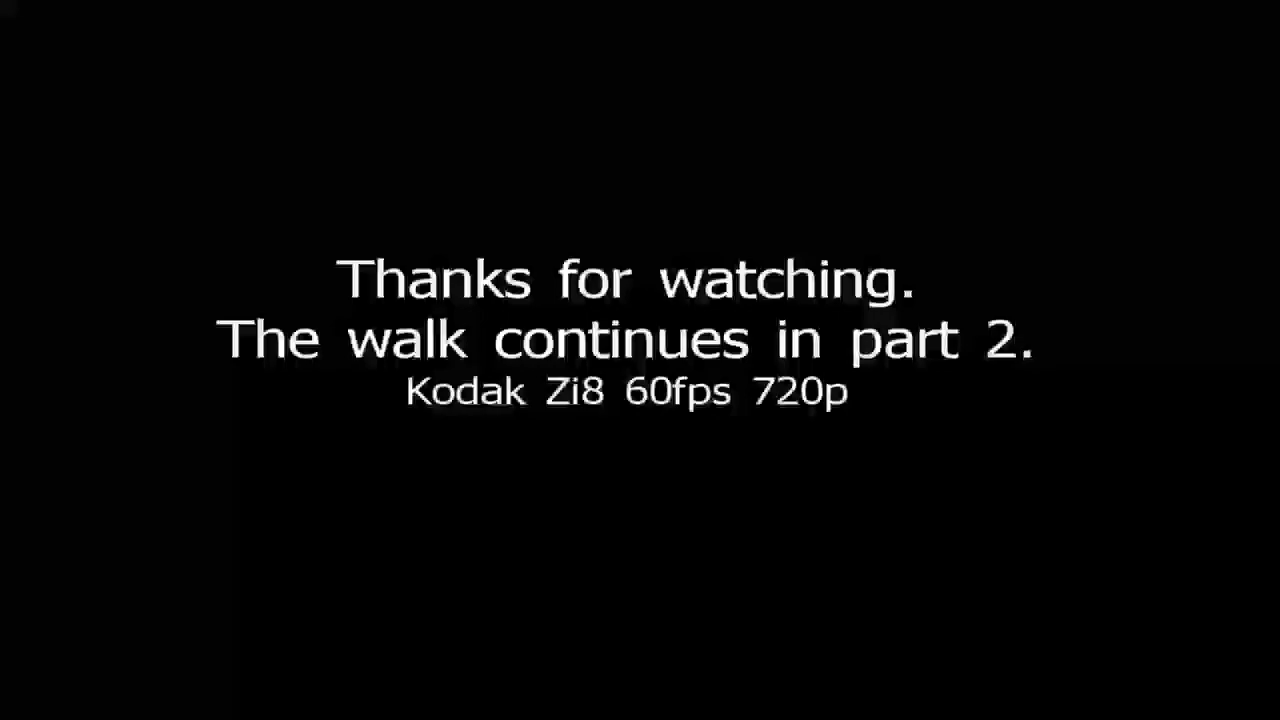 Thanks for watching.
The walk continues in part 2.
Kodak Zi8 60fps 720p